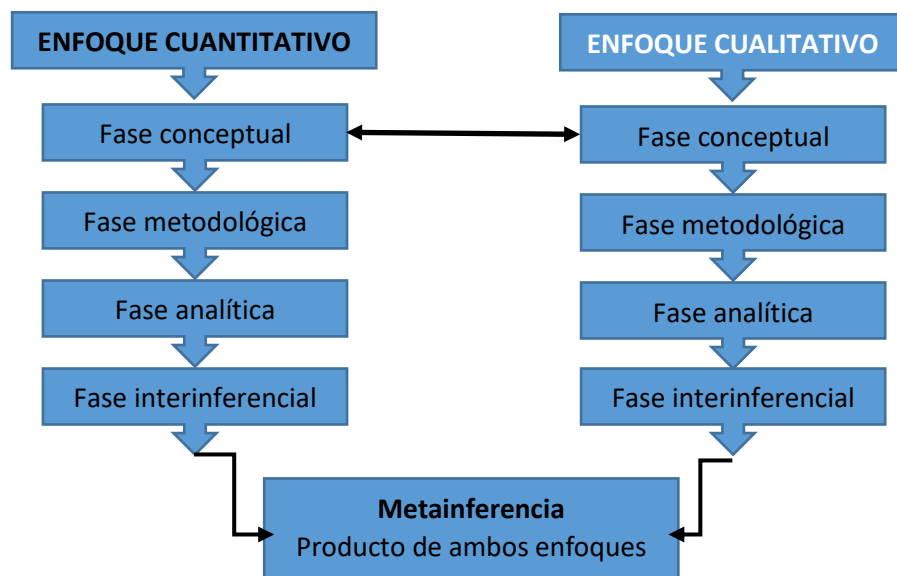 ENFOQUE CUANTITATIVO
Fase conceptual
Fase metodológica
Fase analítica
Fase interinferencial
ENFOQUE CUALITATIVO
Fase conceptual
Fase metodológica
Fase analítica
Fase interinferencial
Metainferencia
Producto de ambos enfoques